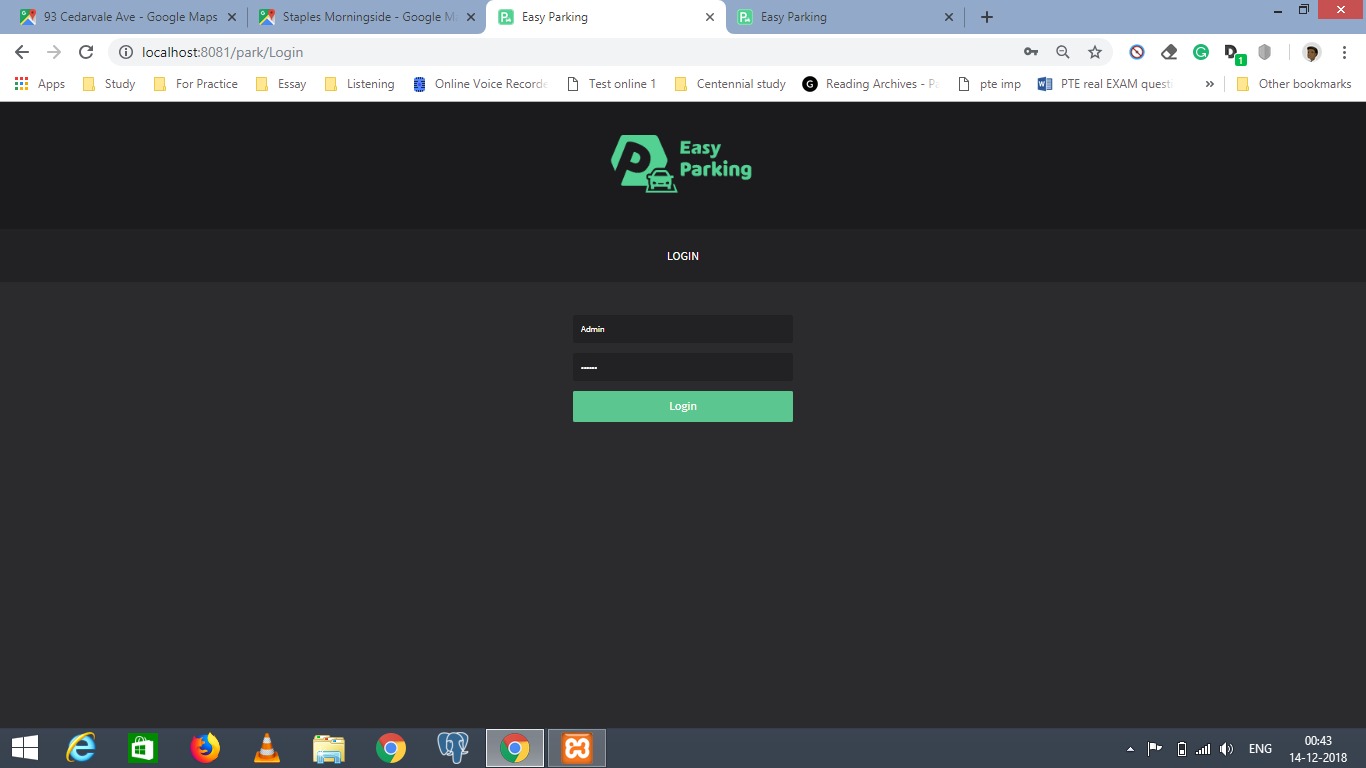 93 Cedarvale Ave - Google Maps
Staples Morningside - Google M
Easy Parking
Easy Parking
localhost:8081/park/Login
1
Apps
Study
For Practice
Essay
Listening
Online Voice Recorde
Test online 1
Centennial study
G
Reading Archives - P
pte imp
PTE real EXAM questi
»
Other bookmarks
Easy
Parking
LOGIN
Admin
••••••
Login
ENG
00:43
14-12-2018